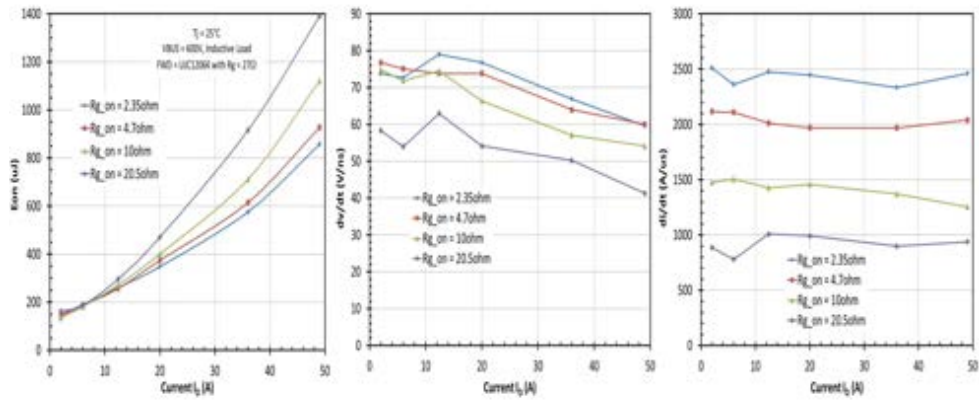 1400
1200
1000
800
600
400
200
0
Eon (uJ)
Tj = 25°C
VBUS = 600V, Inductive Load
FWD = UJC1206K with Rg = 27Ω
Rg_on = 2.35ohm
Rg_on = 4.7ohm
Rg_on = 10ohm
Rg_on = 20.5ohm
0 10 20 30 40 50
Current ID (A)
90
80
70
60
50
40
30
20
10
0
dv/dt (V/ns)
Rg_on = 2.35ohm
Rg_on = 4.7ohm
Rg_on = 10ohm
Rg_on = 20.5ohm
0 10 20 30 40 50
Current ID (A)
3000
2500
2000
1500
1000
500
0
di/dt (A/us)
Rg_on = 2.35ohm
Rg_on = 4.7ohm
Rg_on = 10ohm
Rg_on = 20.5ohm
0 10 20 30 40 50
Current ID (A)